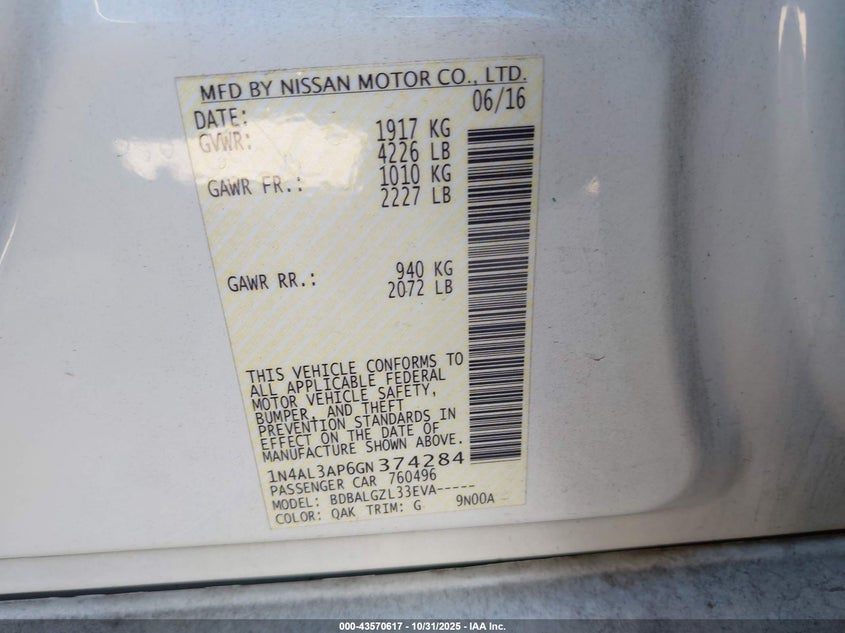 MFD BY NISSAN MOTOR CO., LTD.
DATE: 06/16
GVWR: 1917 KG
4226 LB
GAWR FR.: 1010 KG
2227 LB
GAWR RR.: 940 KG
2072 LB
THIS VEHICLE CONFORMS TO
ALL APPLICABLE FEDERAL
MOTOR VEHICLE SAFETY,
BUMPER, AND THEFT
PREVENTION STANDARDS IN
EFFECT ON THE DATE OF
MANUFACTURE SHOWN ABOVE.
1N4AL3AP6GN374284
PASSENGER CAR 760496
MODEL: BDBALGZL33EVA-----
COLOR: QAK TRIM: G 9N00A
000-43570617 - 10/31/2025 - IAA Inc.